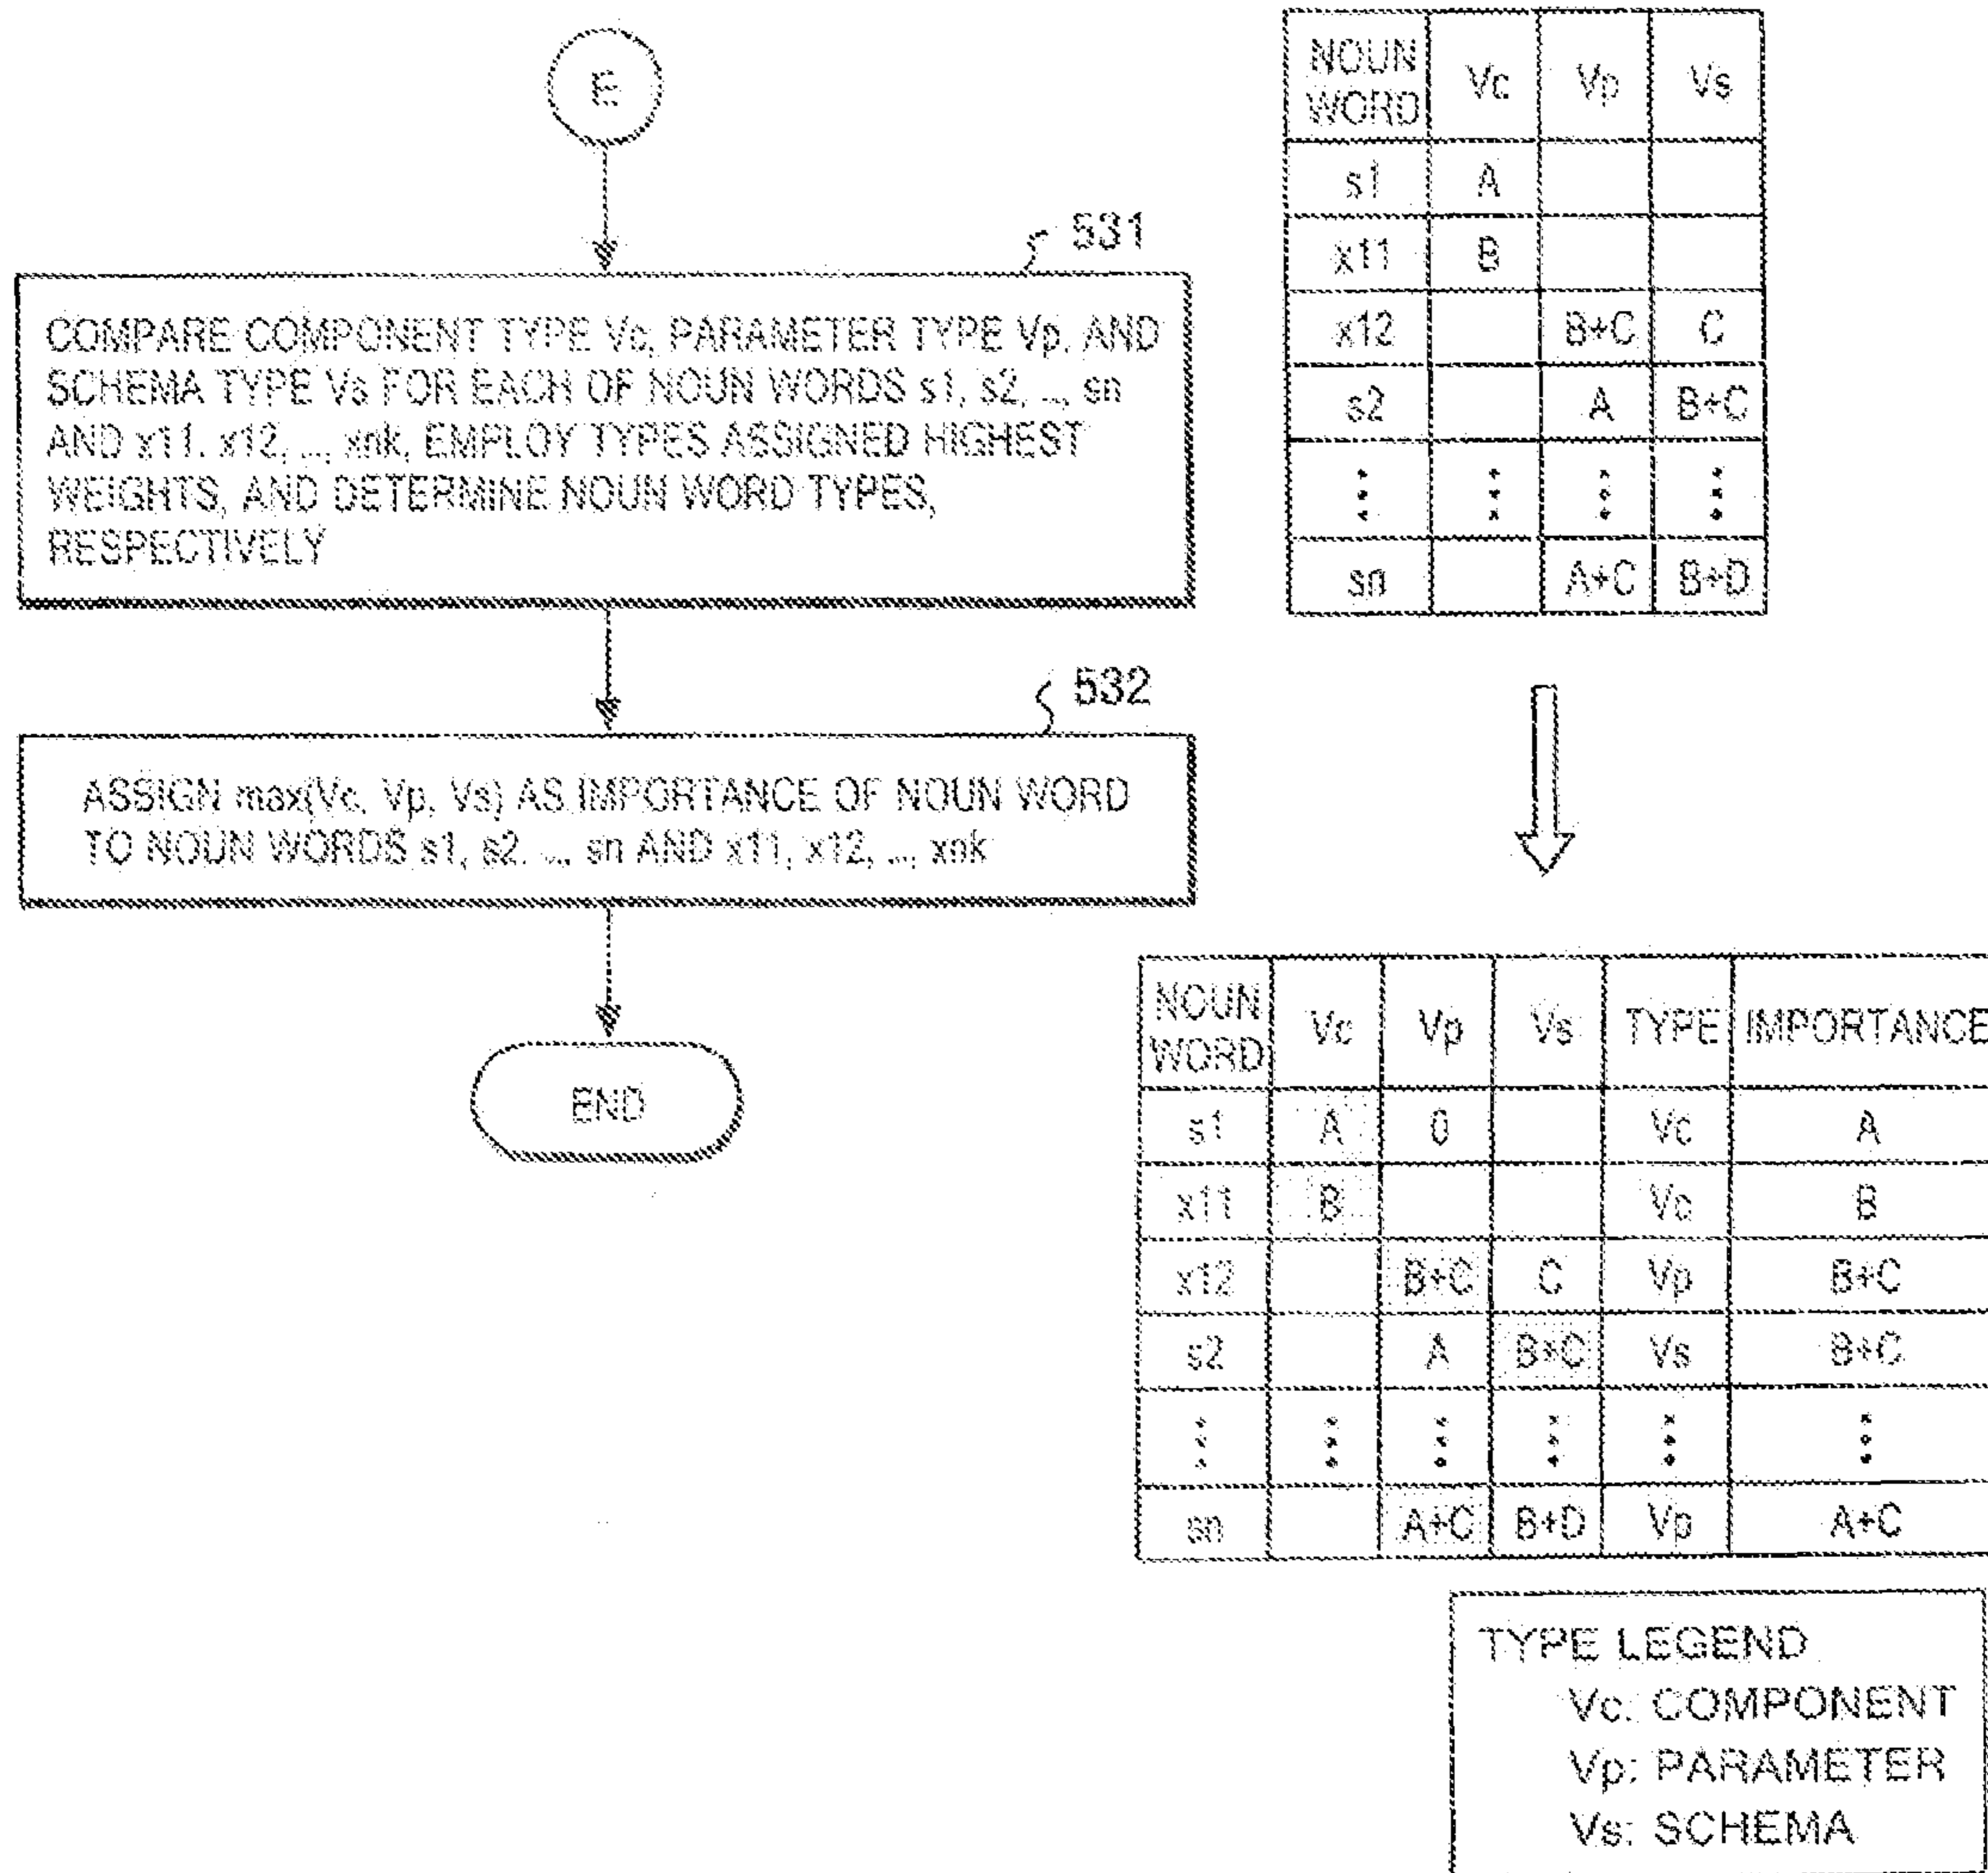 E
531
COMPARE COMPONENT TYPE Vc, PARAMETER TYPE Vp, AND
SCHEMA TYPE Vs FOR EACH OF NOUN WORDS s1, s2, ..., sn
AND x11, x12, ..., xnk, EMPLOY TYPES ASSIGNED HIGHEST
WEIGHTS, AND DETERMINE NOUN WORD TYPES,
RESPECTIVELY
532
ASSIGN max(Vc, Vp, Vs) AS IMPORTANCE OF NOUN WORD
TO NOUN WORDS s1, s2, ..., sn AND x11, x12, ..., xnk
END
NOUN WORD Vc Vp Vs
s1 A
x11 B
x12 B+C C
s2 A B+C
sn A+C B+D
NOUN WORD Vc Vp Vs TYPE IMPORTANCE
s1 A 0 Vc A
x11 B Vc B
x12 B+C C Vp B+C
s2 A B+C Vs B+C
sn A+C B+D Vp A+C
TYPE LEGEND
Vc: COMPONENT
Vp: PARAMETER
Vs: SCHEMA